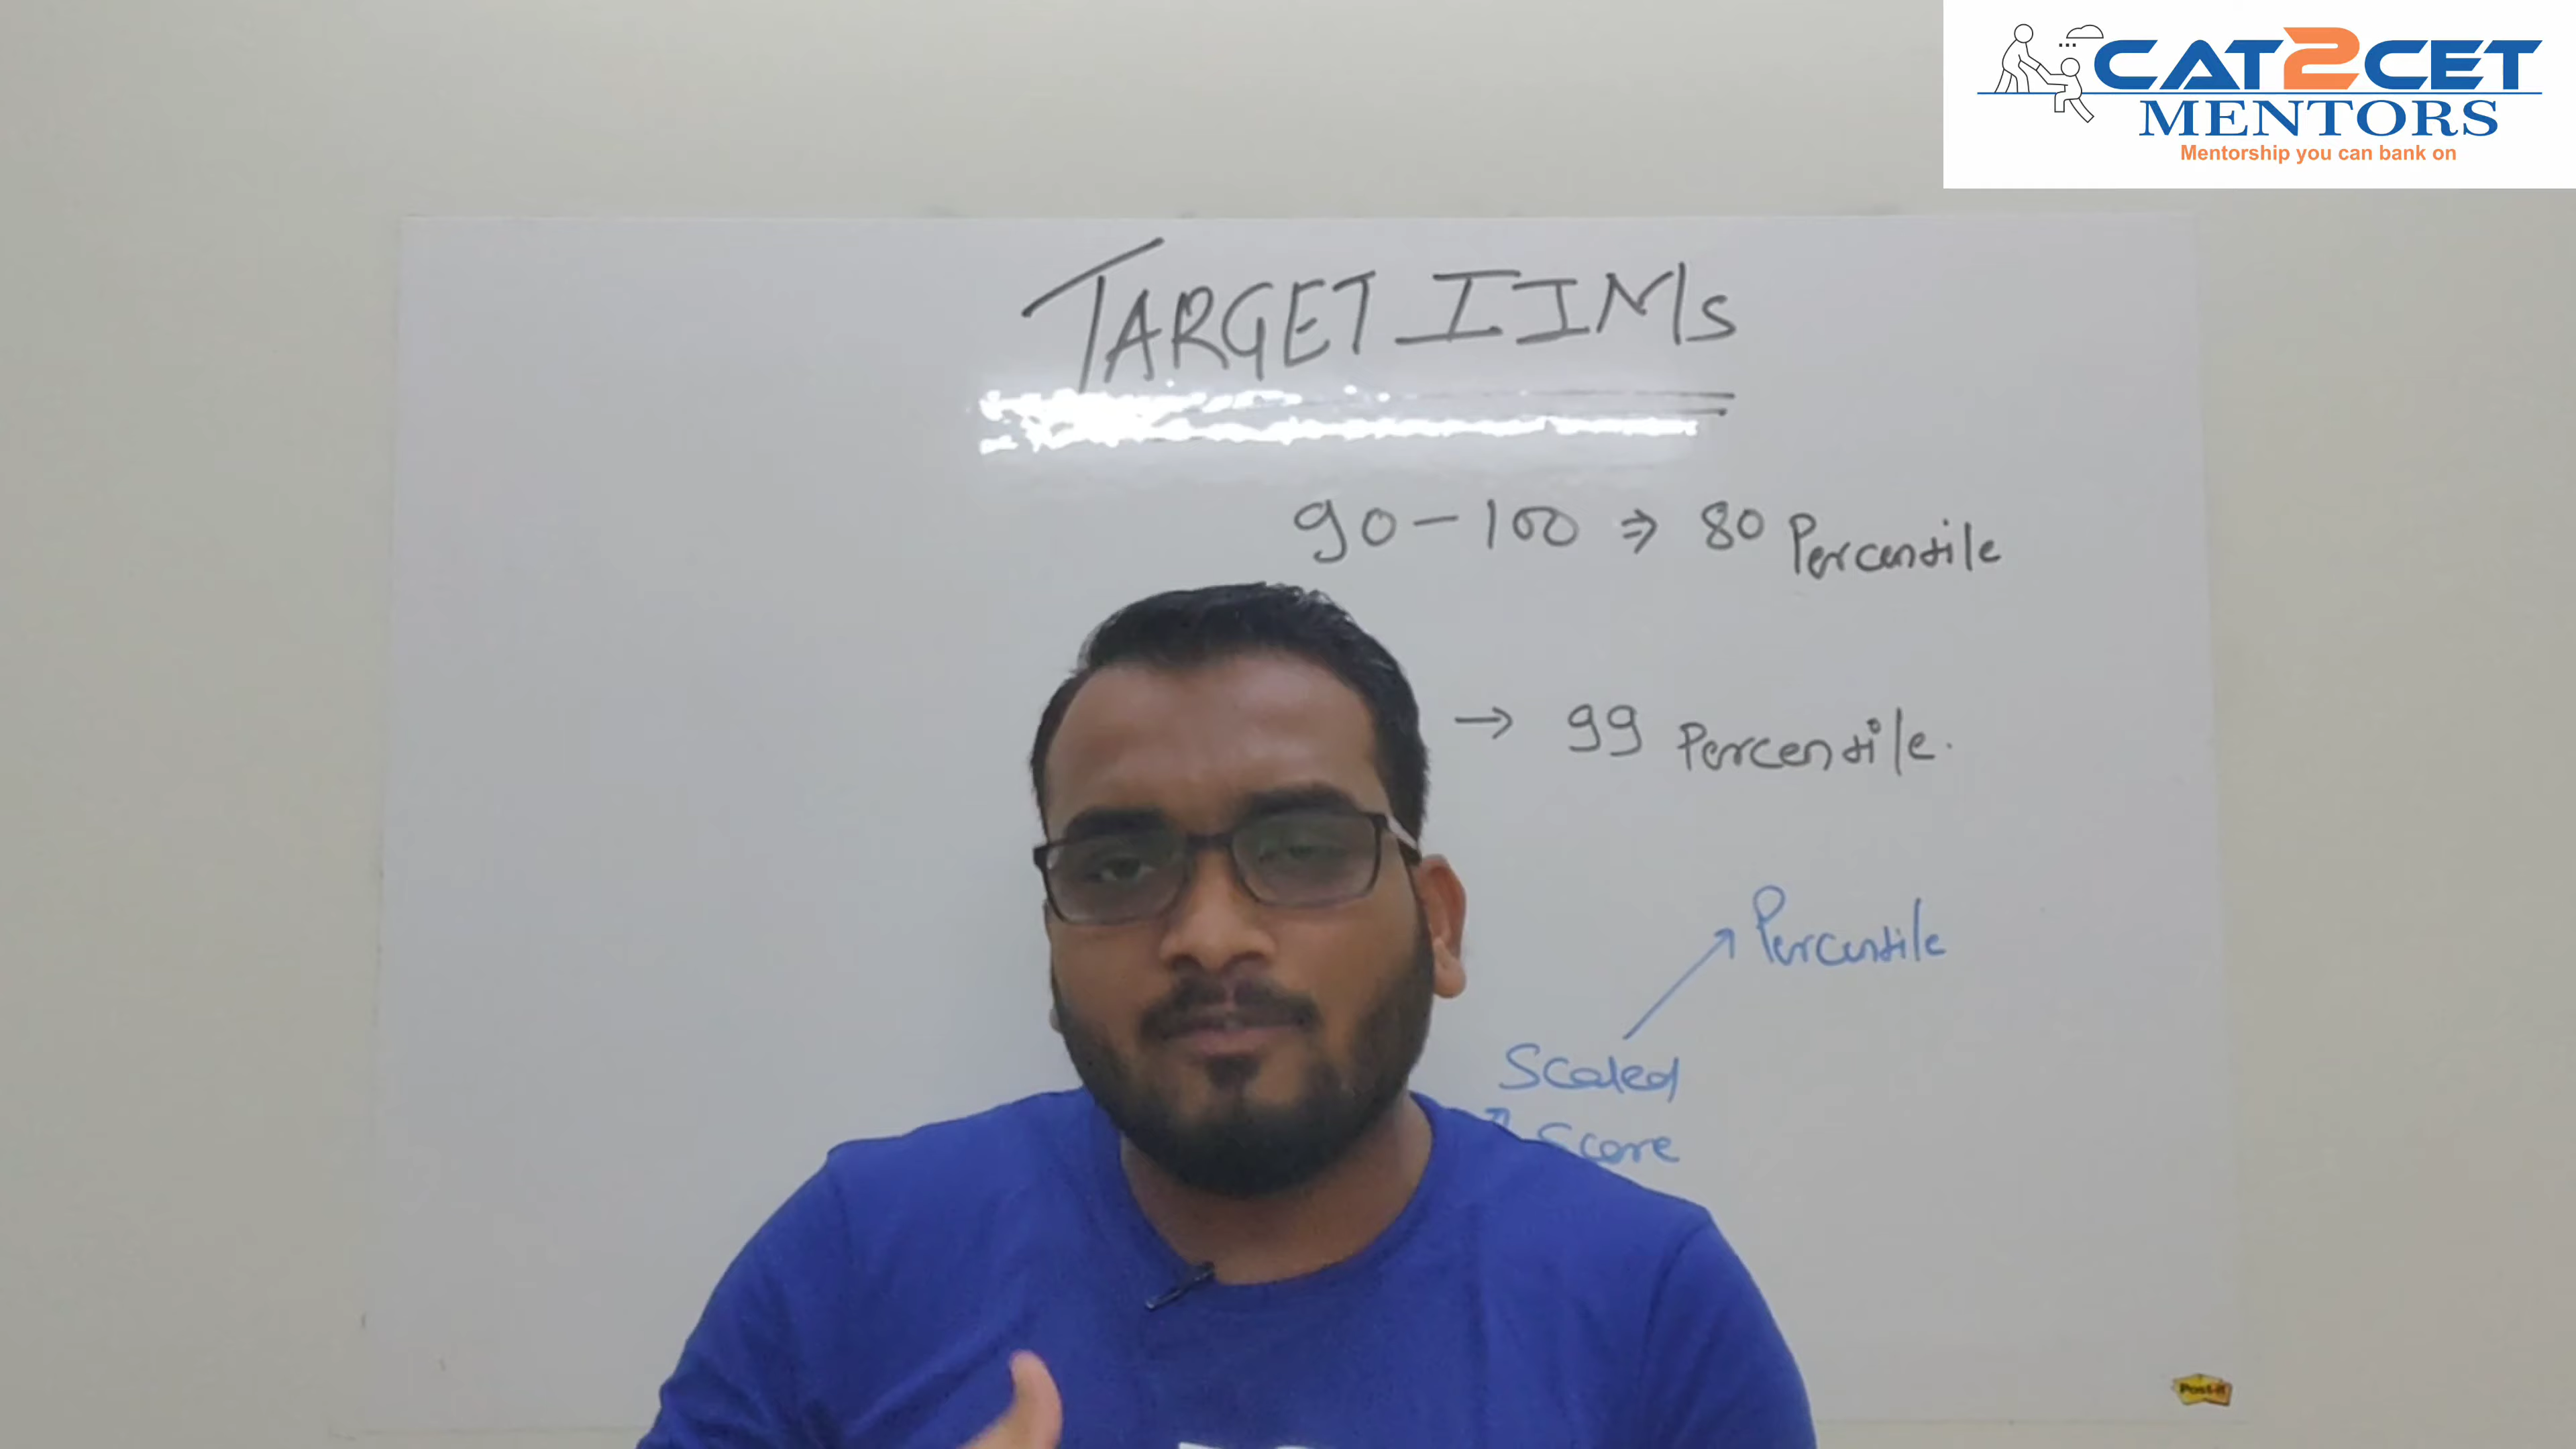 CAT2CET
MENTORS
Mentorship you can bank on
TARGET IIMs
90-100 ⇒ 80 Percentile
→ 99 Percentile.
Percentile
Scaled
Score
Post-it